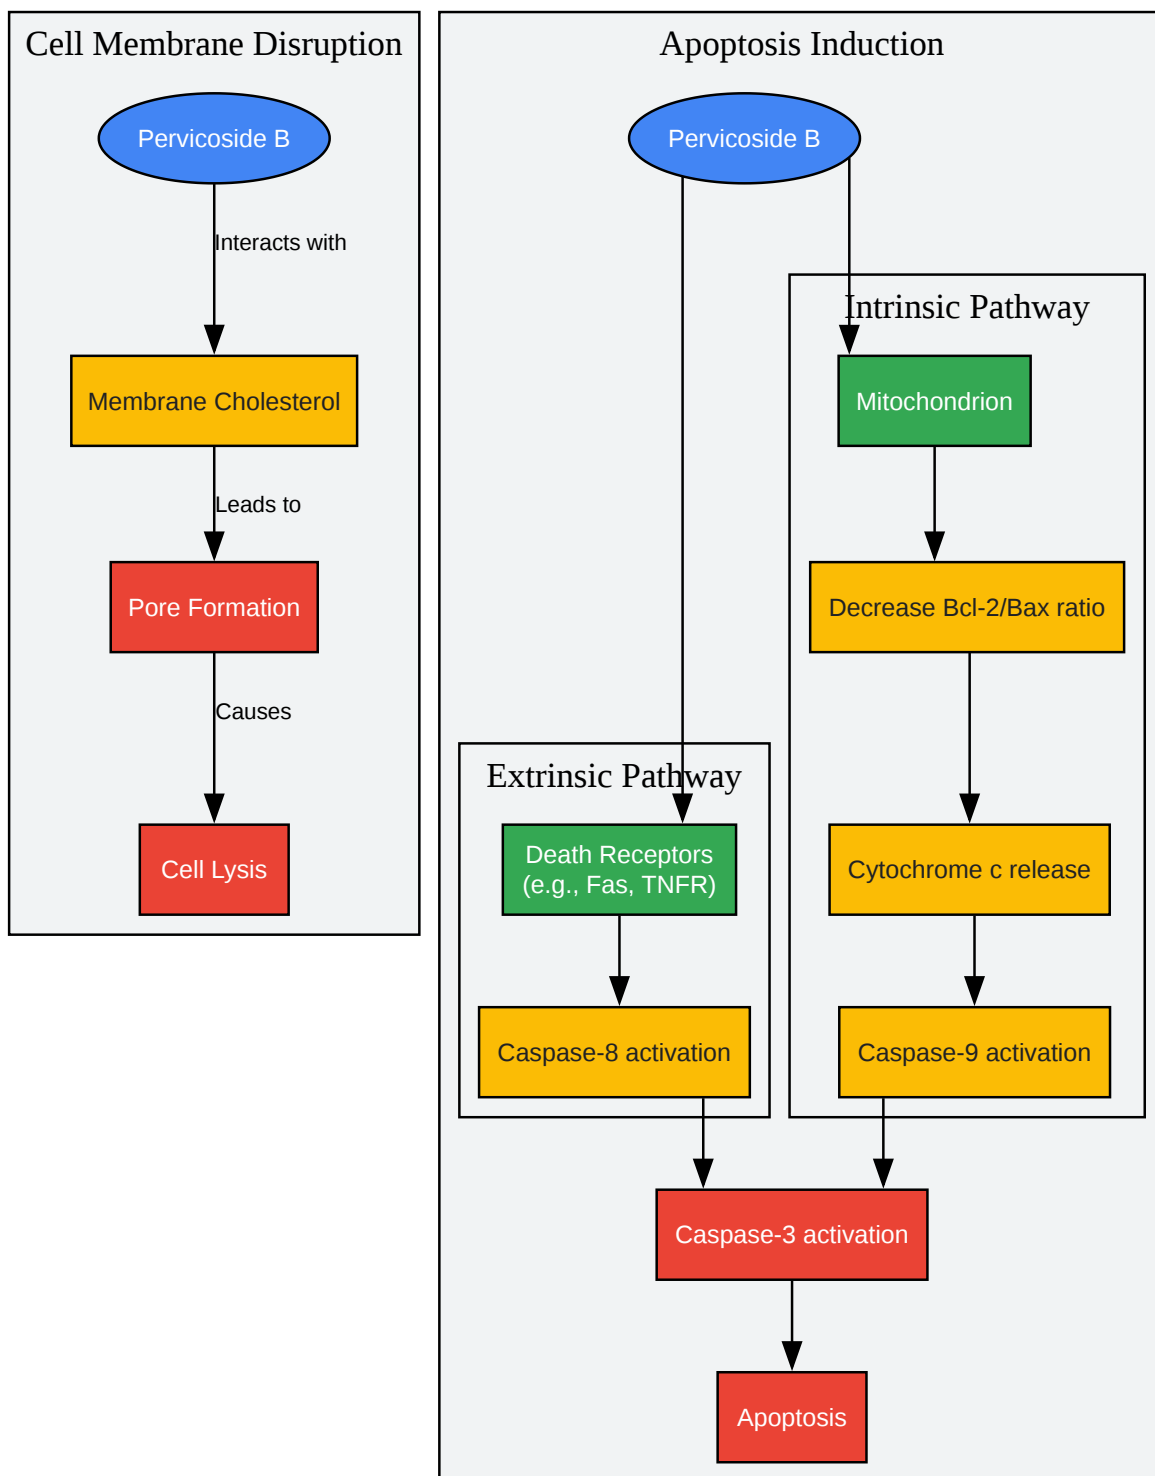 Cell Membrane Disruption
Pervicoside B
Interacts with
Membrane Cholesterol
Leads to
Pore Formation
Causes
Cell Lysis
Apoptosis Induction
Pervicoside B
Intrinsic Pathway
Mitochondrion
Decrease Bcl-2/Bax ratio
Cytochrome c release
Caspase-9 activation
Extrinsic Pathway
Death Receptors
(e.g., Fas, TNFR)
Caspase-8 activation
Caspase-3 activation
Apoptosis